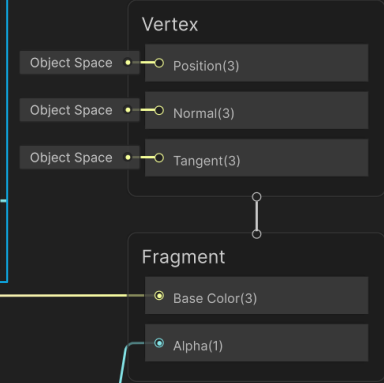 Vertex
Object Space Position(3)
Object Space Normal(3)
Object Space Tangent(3)
Fragment
Base Color(3)
Alpha(1)